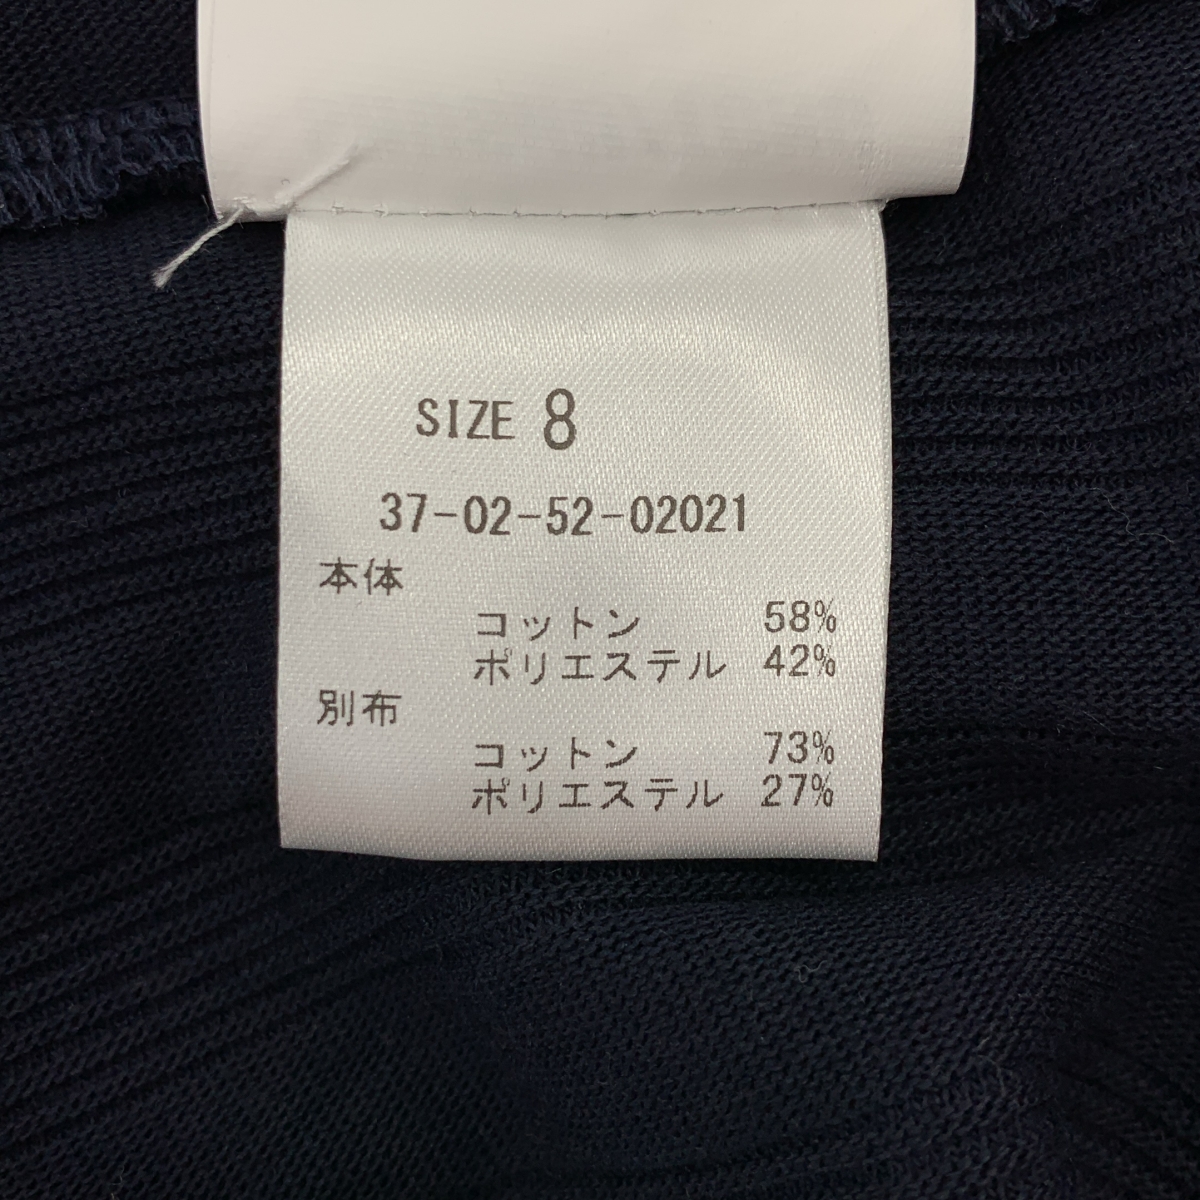 SIZE 8
37-02-52-02021
本体
コットン 58%
ポリエステル 42%
別布
コットン 73%
ポリエステル 27%